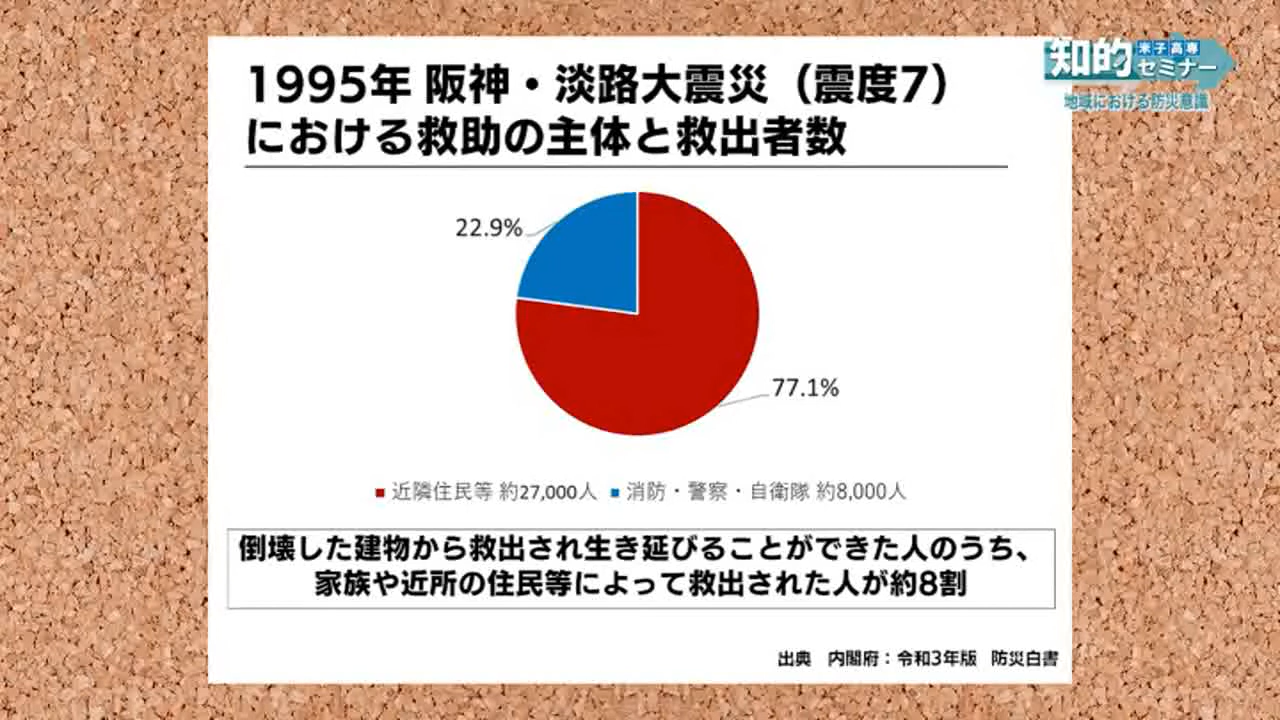 1995年 阪神・淡路大震災（震度7）
における救助の主体と救出者数
知的
米子高専
セミナー
地域における防災意識
22.9%
77.1%
近隣住民等 約27,000人
消防・警察・自衛隊 約8,000人
倒壊した建物から救出され生き延びることができた人のうち、
家族や近所の住民等によって救出された人が約8割
出典　内閣府：令和3年版　防災白書